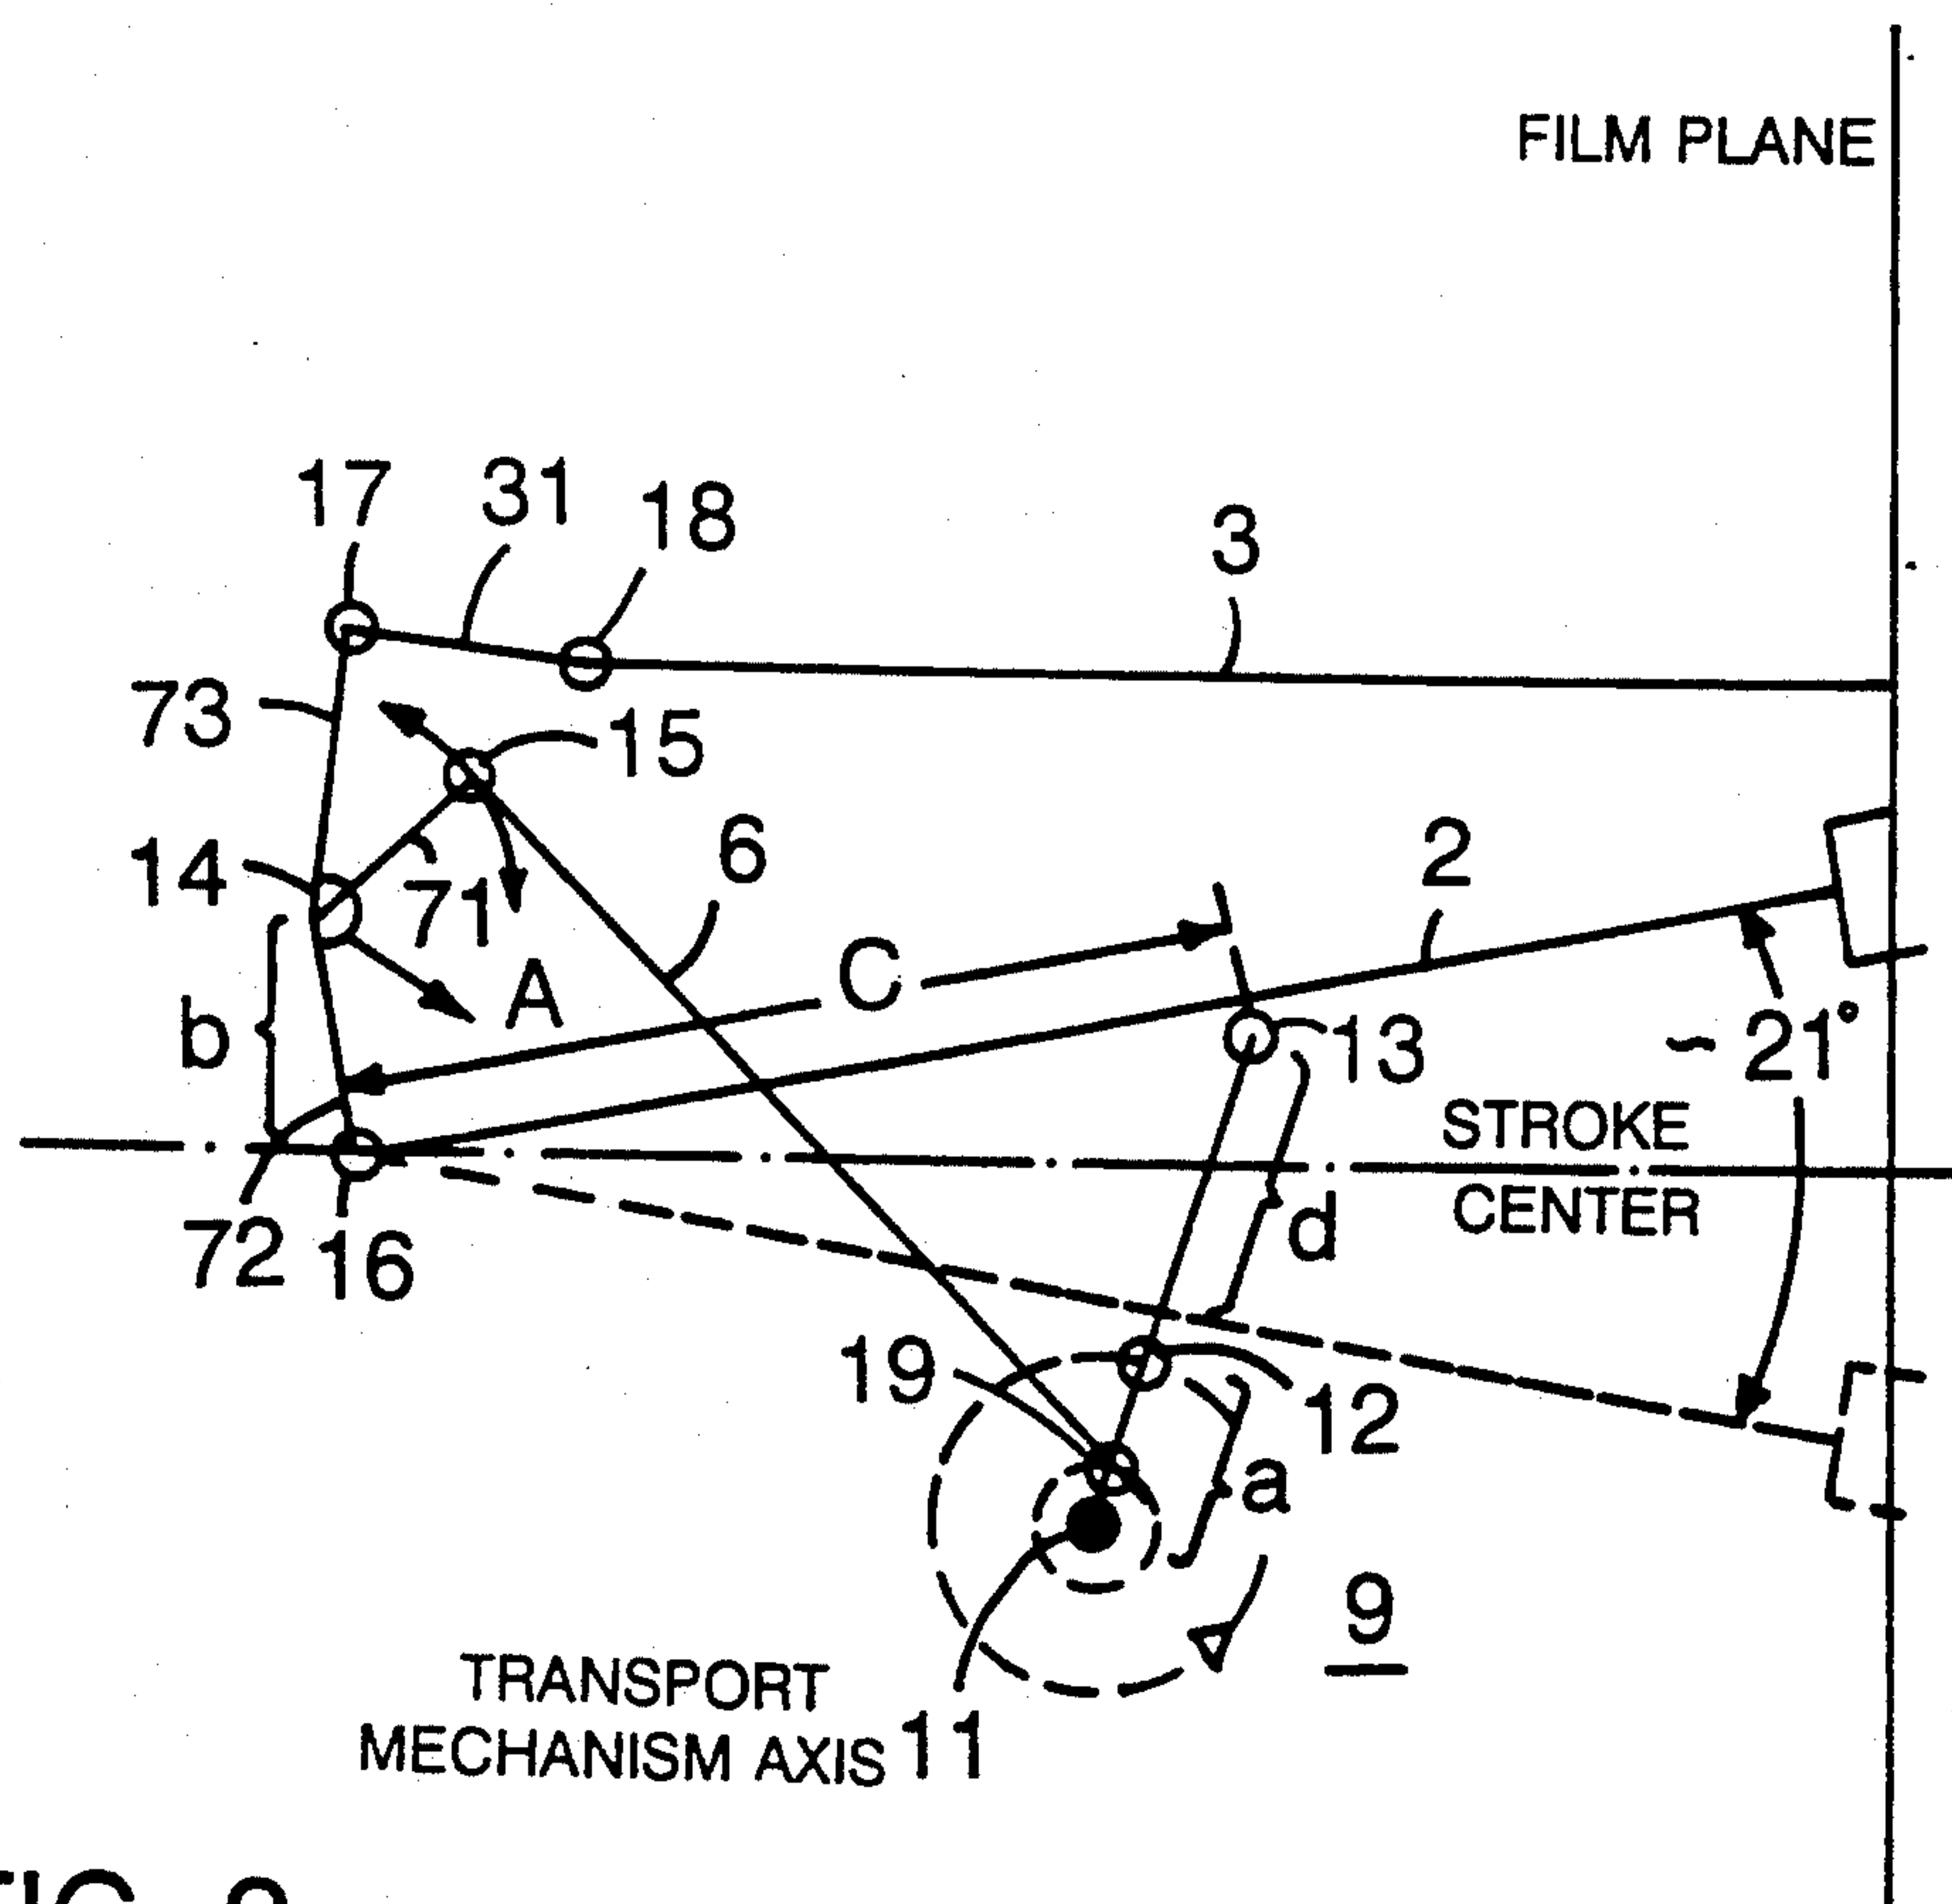 FILM PLANE
17
31
18
3
73
15
6
2
14
71
C
A
b
13
~ 21°
STROKE
CENTER
d
72
16
19
12
a
9
TRANSPORT
MECHANISM AXIS
11